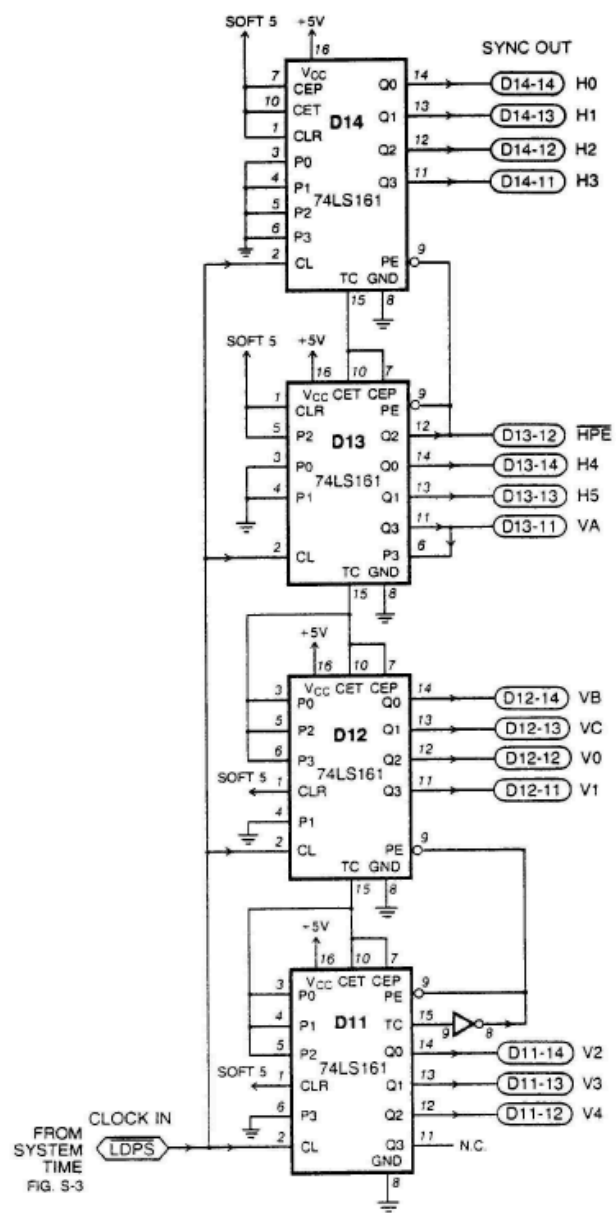 SOFT 5 +5V
16
SYNC OUT
7 VCC Q0 14 D14-14 H0
CEP
10 CET D14 Q1 13 D14-13 H1
1 CLR Q2 12 D14-12 H2
3 P0 Q3 11 D14-11 H3
4 P1 74LS161
5 P2
6 P3 9
2 CL PE
TC GND
15 8
SOFT 5 +5V
16 10 7
1 VCC CET CEP 9
CLR PE
5 P2 D13 Q2 12 D13-12 HPE
3 P0 Q0 14 D13-14 H4
4 P1 74LS161 Q1 13 D13-13 H5
Q3 11 D13-11 VA
2 CL P3 6
TC GND
15 8
+5V
16 10 7
3 VCC CET CEP Q0 14 D12-14 VB
P0
5 P2 D12 Q1 13 D12-13 VC
6 P3 Q2 12 D12-12 V0
74LS161
SOFT 5 1 CLR Q3 11 D12-11 V1
4 P1
2 CL PE 9
TC GND
15 8
-5V
16 10 7
3 P0 VCC CET CEP 9
PE
4 P1 D11 TC 15 9 8
5 P2 Q0 14 D11-14 V2
SOFT 5 1 CLR 74LS161 Q1 13 D11-13 V3
6 P3 Q2 12 D11-12 V4
CLOCK IN
FROM
SYSTEM
TIME
FIG. S-3
LDPS 2 CL Q3 11 N.C.
GND
8